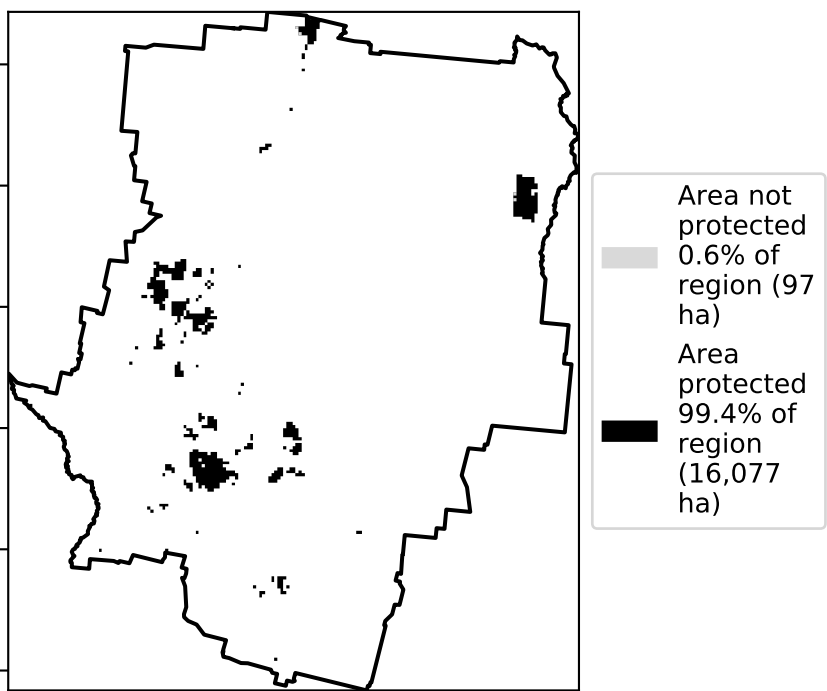 Area not
protected
0.6% of
region (97
ha)
Area
protected
99.4% of
region
(16,077
ha)